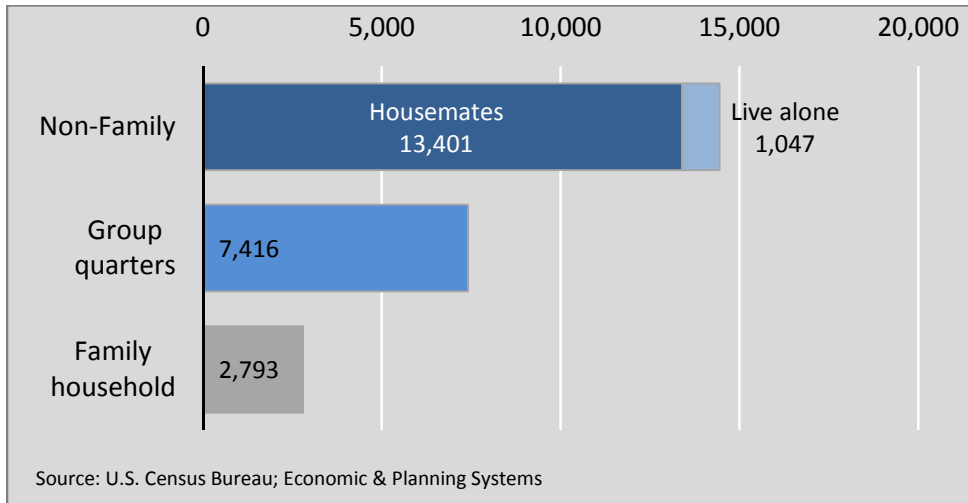 0 5,000 10,000 15,000 20,000
Non-Family
Housemates
13,401
Live alone
1,047
Group
quarters
7,416
Family
household
2,793
Source: U.S. Census Bureau; Economic & Planning Systems